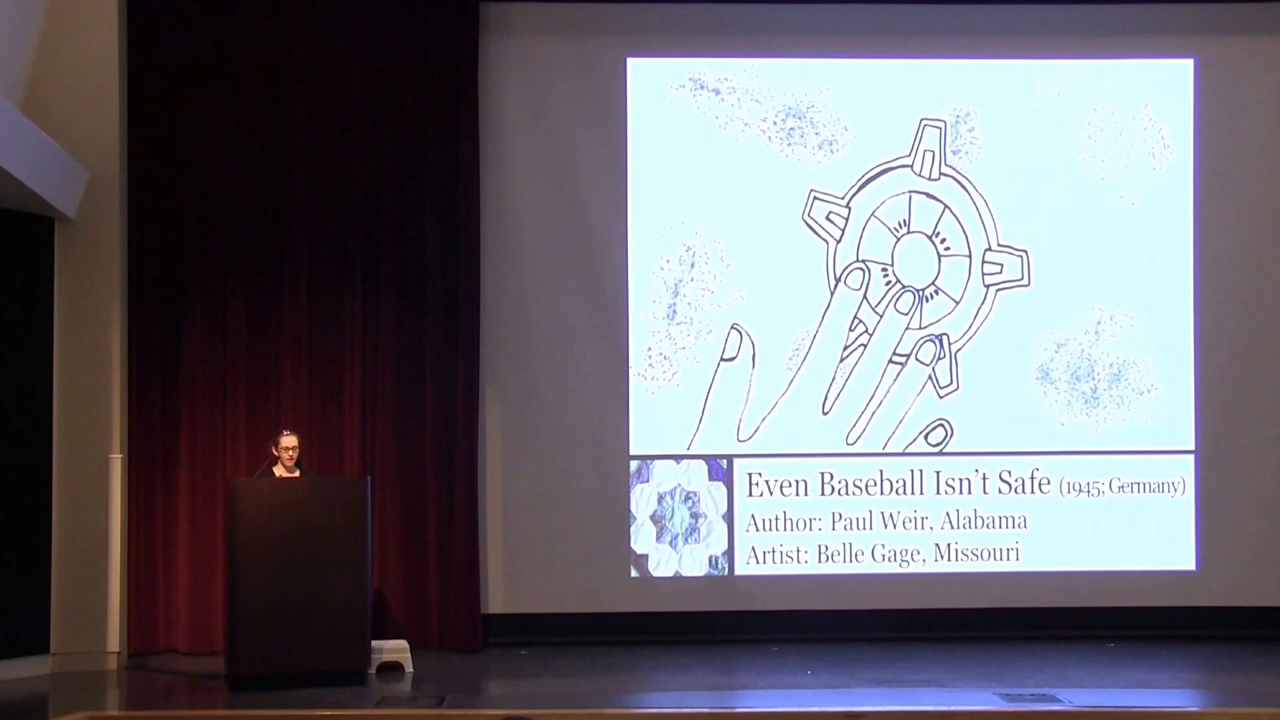 Even Baseball Isn't Safe (1945; Germany)
Author: Paul Weir, Alabama
Artist: Belle Gage, Missouri